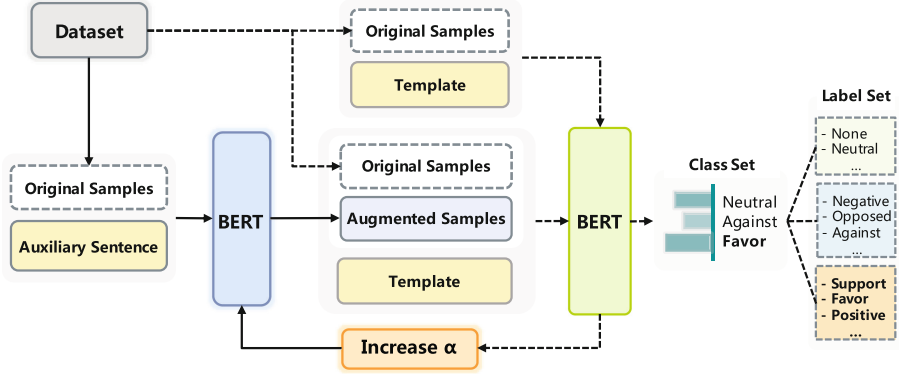 Dataset
Original Samples
Template
Original Samples
Auxiliary Sentence
BERT
Original Samples
Augmented Samples
Template
Increase α
BERT
Class Set
Neutral
Against
Favor
Label Set
- None
- Neutral
...
- Negative
- Opposed
- Against
...
- Support
- Favor
- Positive
...